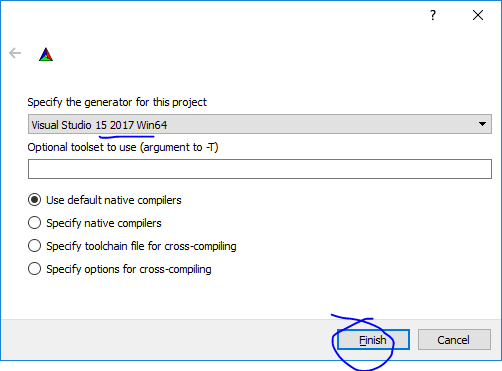 ?
Specify the generator for this project
Visual Studio 15 2017 Win64
Optional toolset to use (argument to -T)
Use default native compilers
Specify native compilers
Specify toolchain file for cross-compiling
Specify options for cross-compiling
Finish Cancel